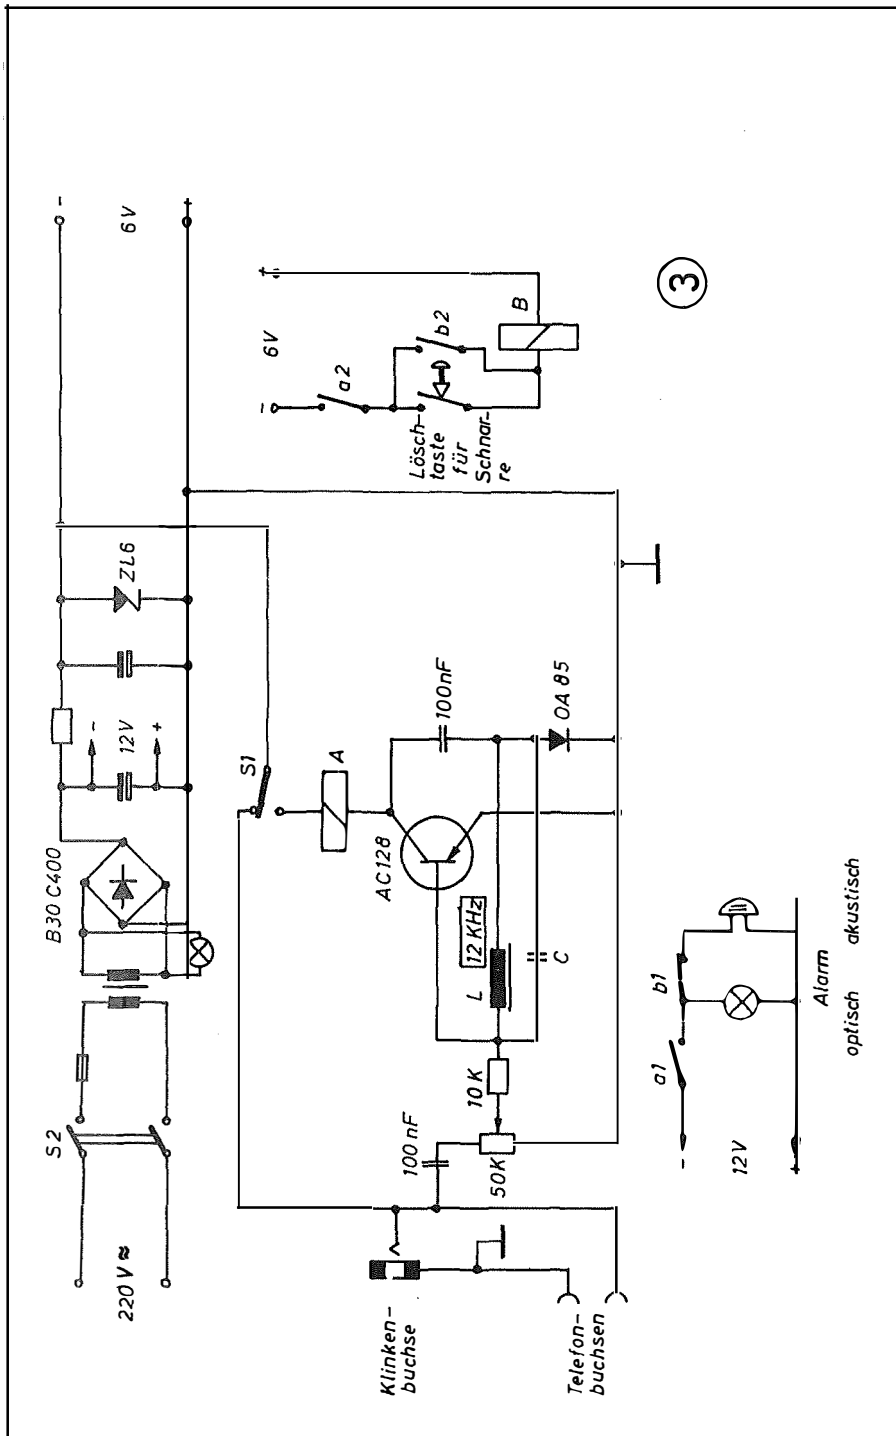 220 V ≈
S2
B30 C400
12V
-
+
ZL6
-
6V
+
Klinken-
buchse
Telefon-
buchsen
100 nF
50K
10K
L
12 KHz
C
AC128
A
S1
100nF
OA 85
-
6V
+
a2
b2
Lösch-
taste
für
Schnar-
re
B
-
12V
+
a1
b1
Alarm
optisch akustisch
3